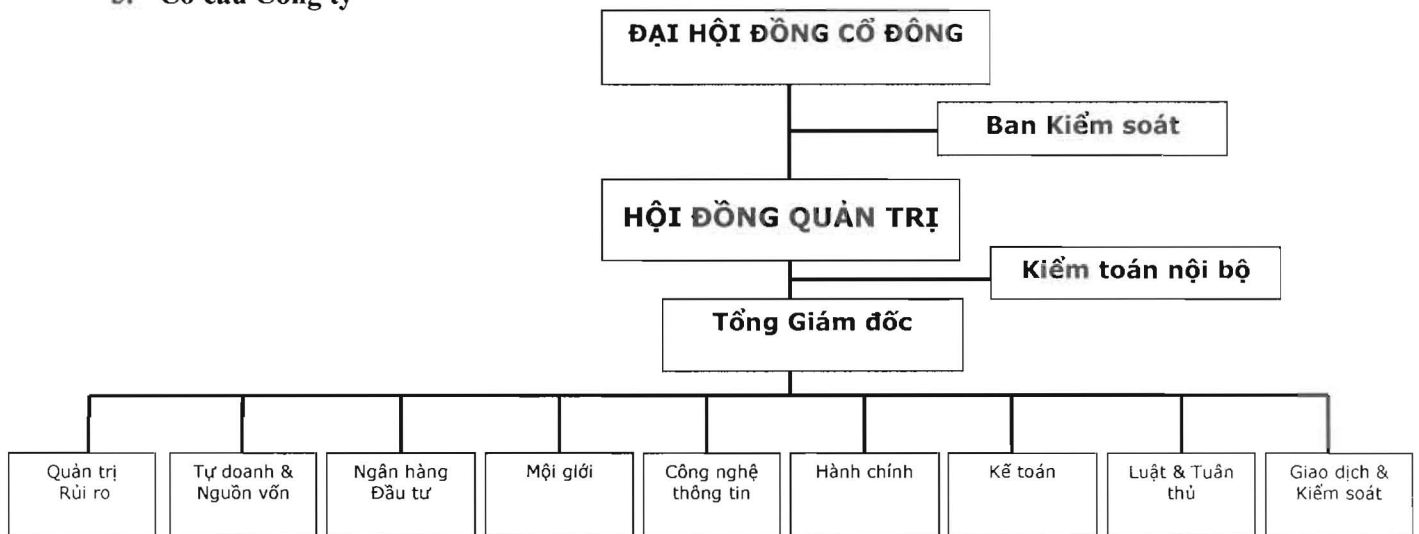 b. Cơ cấu Công ty
ĐẠI HỘI ĐỒNG CỔ ĐÔNG
Ban Kiểm soát
HỘI ĐỒNG QUẢN TRỊ
Kiểm toán nội bộ
Tổng Giám đốc
Quản trị
Rủi ro
Tự doanh &
Nguồn vốn
Ngân hàng
Đầu tư
Mội giới
Công nghệ
thông tin
Hành chính
Kế toán
Luật & Tuân
thủ
Giao dịch &
Kiểm soát